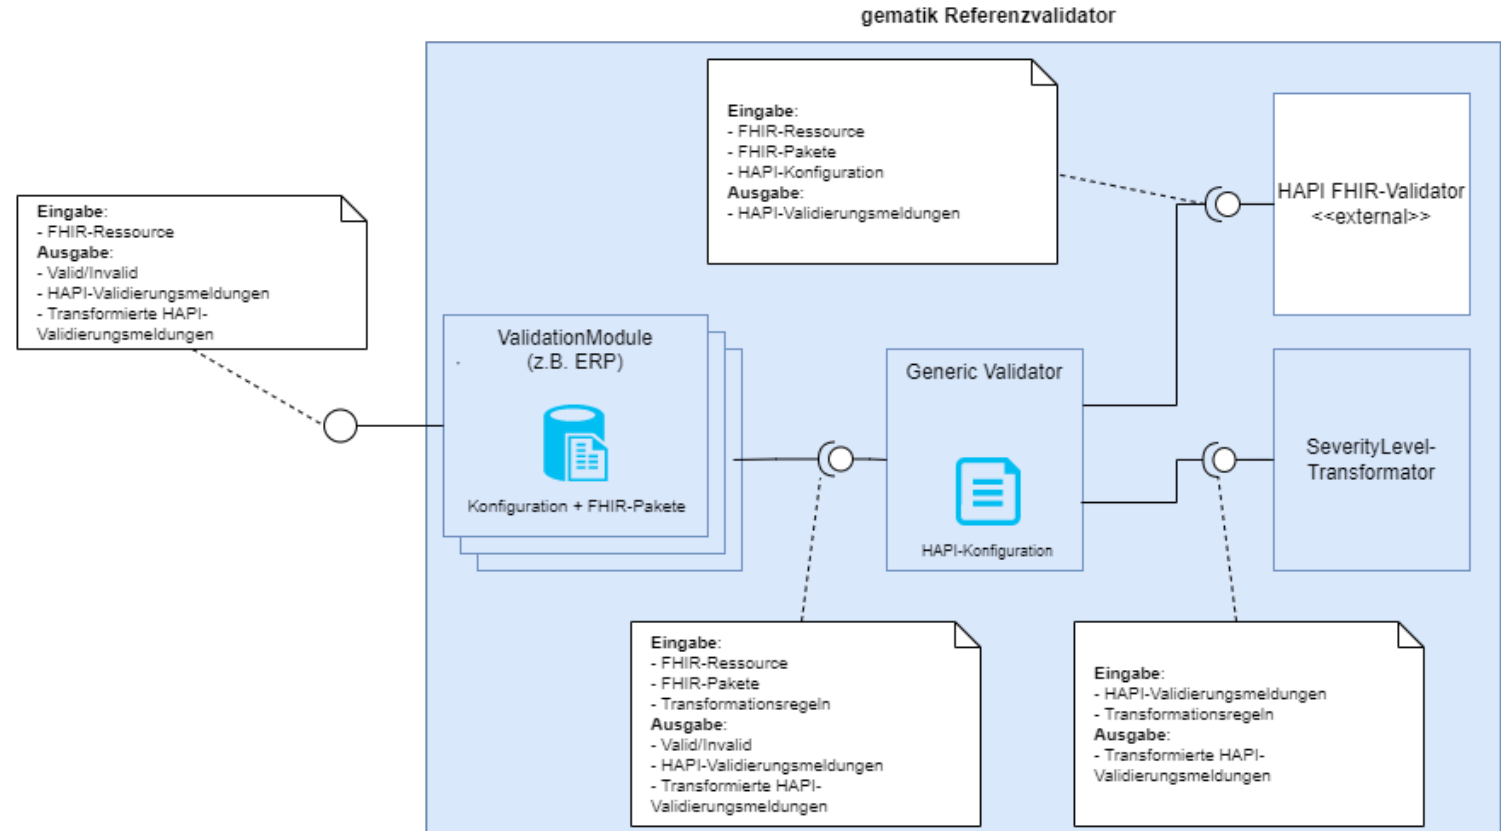 gematik Referenzvalidator
Eingabe:
- FHIR-Ressource
- FHIR-Pakete
- HAPI-Konfiguration
Ausgabe:
- HAPI-Validierungsmeldungen
HAPI FHIR-Validator
<<external>>
Eingabe:
- FHIR-Ressource
Ausgabe:
- Valid/Invalid
- HAPI-Validierungsmeldungen
- Transformierte HAPI-
Validierungsmeldungen
ValidationModule
(z.B. ERP)
Konfiguration + FHIR-Pakete
Generic Validator
HAPI-Konfiguration
SeverityLevel-
Transformator
Eingabe:
- FHIR-Ressource
- FHIR-Pakete
- Transformationsregeln
Ausgabe:
- Valid/Invalid
- HAPI-Validierungsmeldungen
- Transformierte HAPI-
Validierungsmeldungen
Eingabe:
- HAPI-Validierungsmeldungen
- Transformationsregeln
Ausgabe:
- Transformierte HAPI-
Validierungsmeldungen